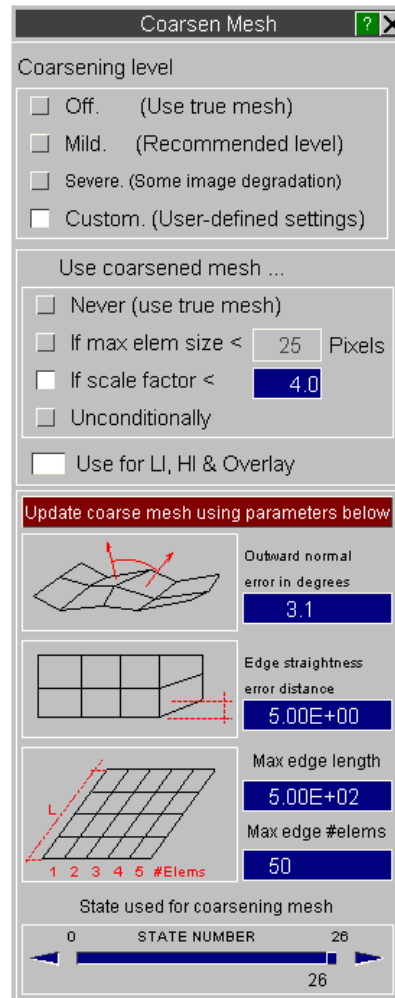 Coarsen Mesh ? X
Coarsening level
Off. (Use true mesh)
Mild. (Recommended level)
Severe. (Some image degradation)
Custom. (User-defined settings)
Use coarsened mesh ...
Never (use true mesh)
If max elem size < 25 Pixels
If scale factor < 4.0
Unconditionally
Use for LI, HI & Overlay
Update coarse mesh using parameters below
Outward normal
error in degrees
3.1
Edge straightness
error distance
5.00E+00
Max edge length
5.00E+02
Max edge #elems
50
L
1 2 3 4 5 #Elems
State used for coarsening mesh
0 STATE NUMBER 26
26